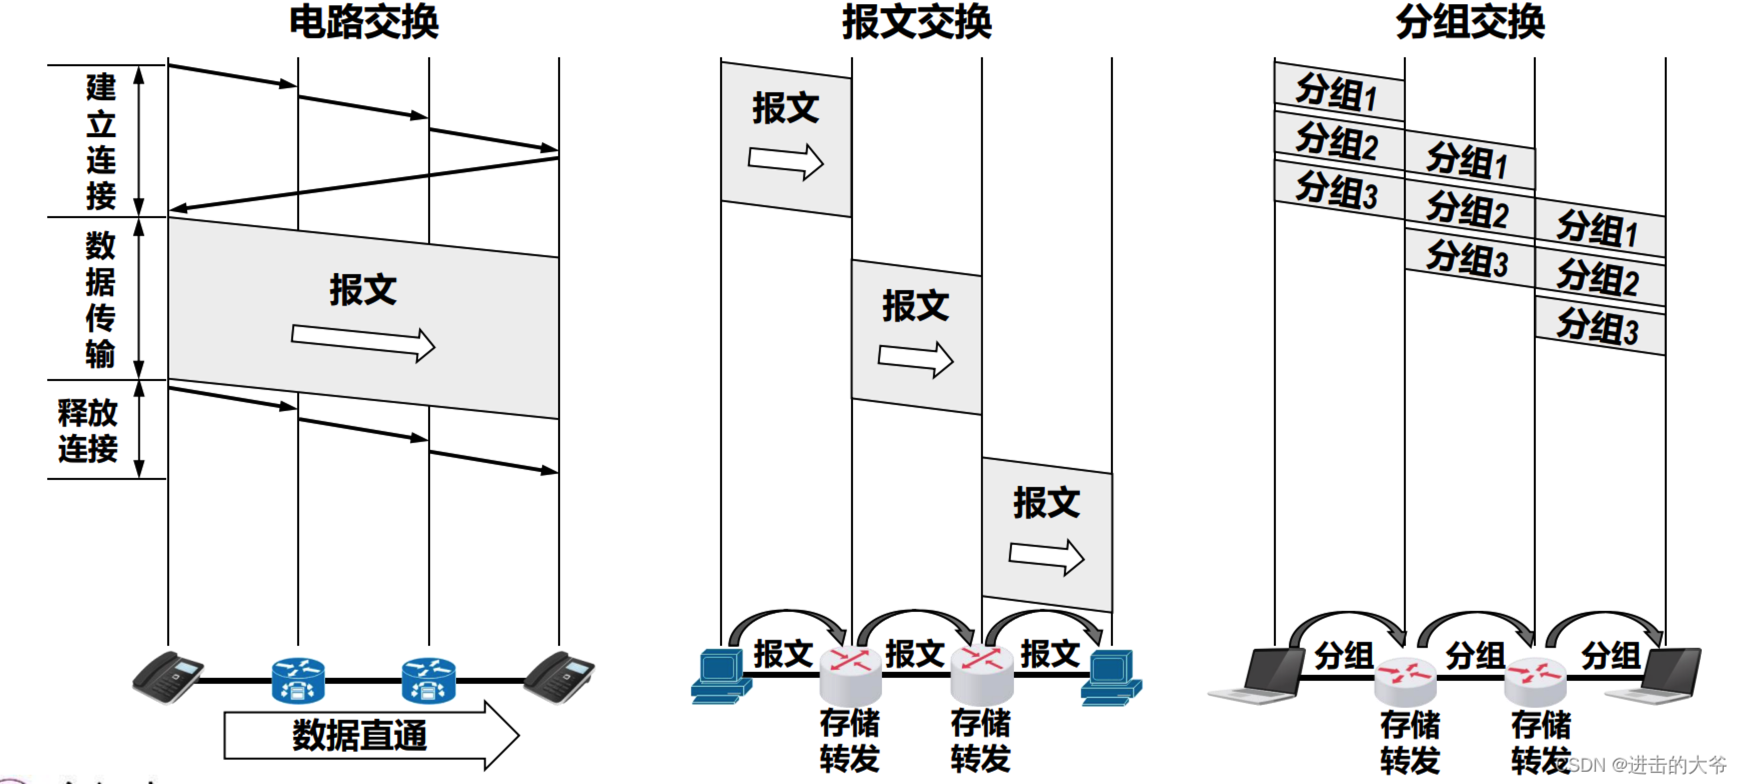 电路交换
建立连接
数据传输
释放
连接
报文
数据直通
报文交换
报文
报文
报文
报文
报文
报文
存储
转发
存储
转发
分组交换
分组1
分组2
分组1
分组3
分组2
分组1
分组3
分组2
分组3
分组
分组
分组
存储
转发
存储
转发
CSDN @进击的大爷